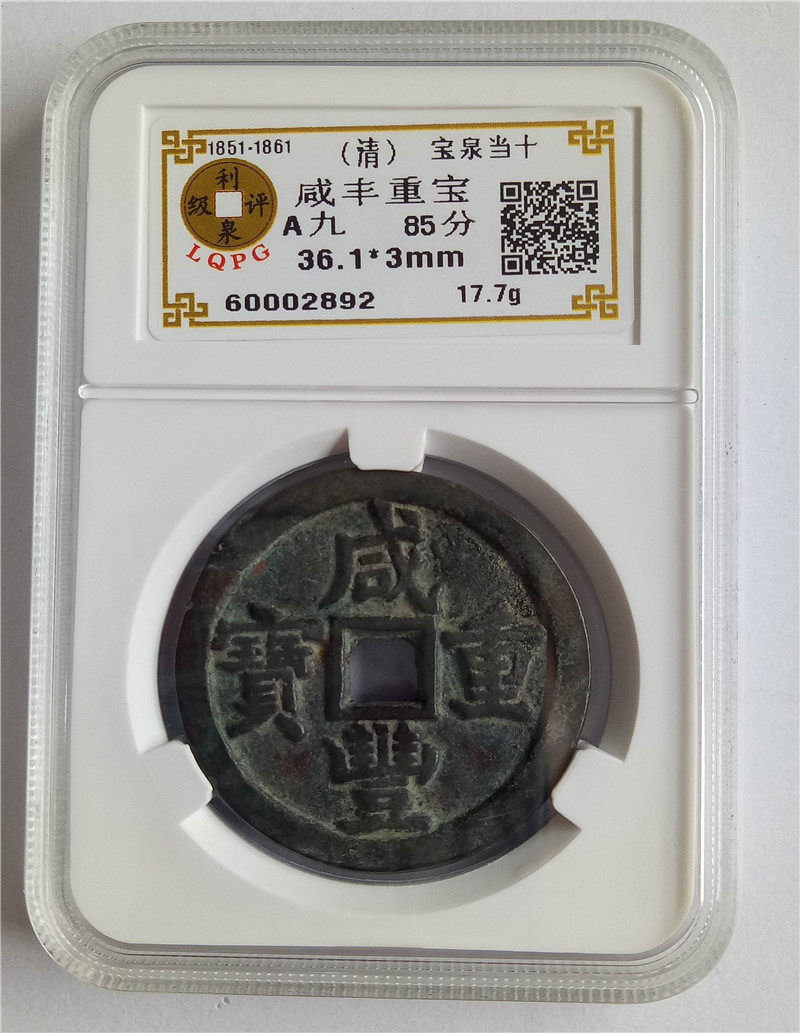 1851-1861 （清） 宝泉当十
利泉评级
LQPG
咸丰重宝
A九 85分
36.1*3mm
60002892 17.7g
咸豐重寶